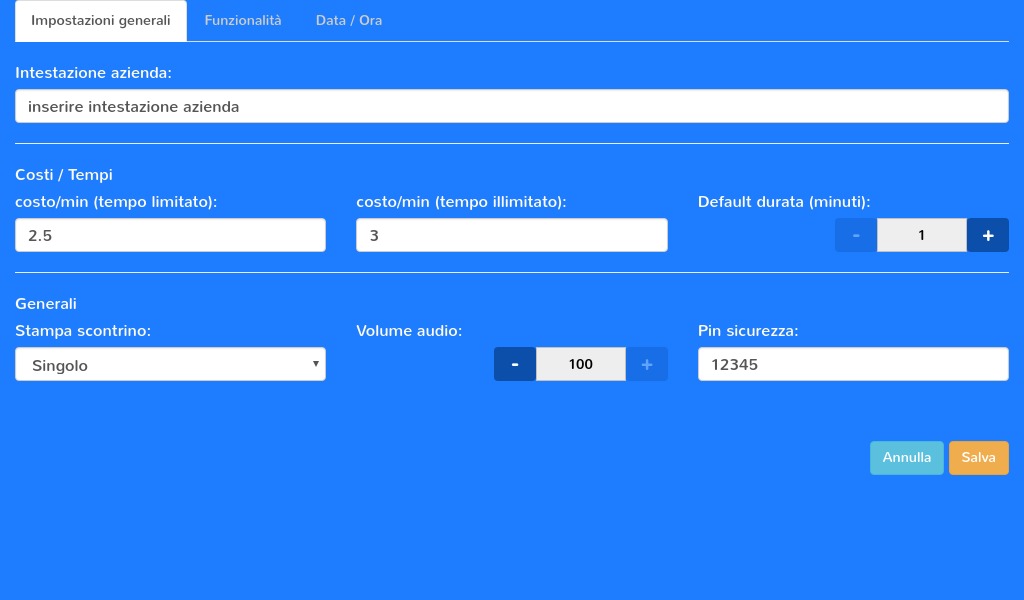 Impostazioni generali Funzionalità Data / Ora
Intestazione azienda:
inserire intestazione azienda
Costi / Tempi
costo/min (tempo limitato): costo/min (tempo illimitato): Default durata (minuti):
2.5 3 - 1 +
Generali
Stampa scontrino: Volume audio: Pin sicurezza:
Singolo - 100 + 12345
Annulla Salva